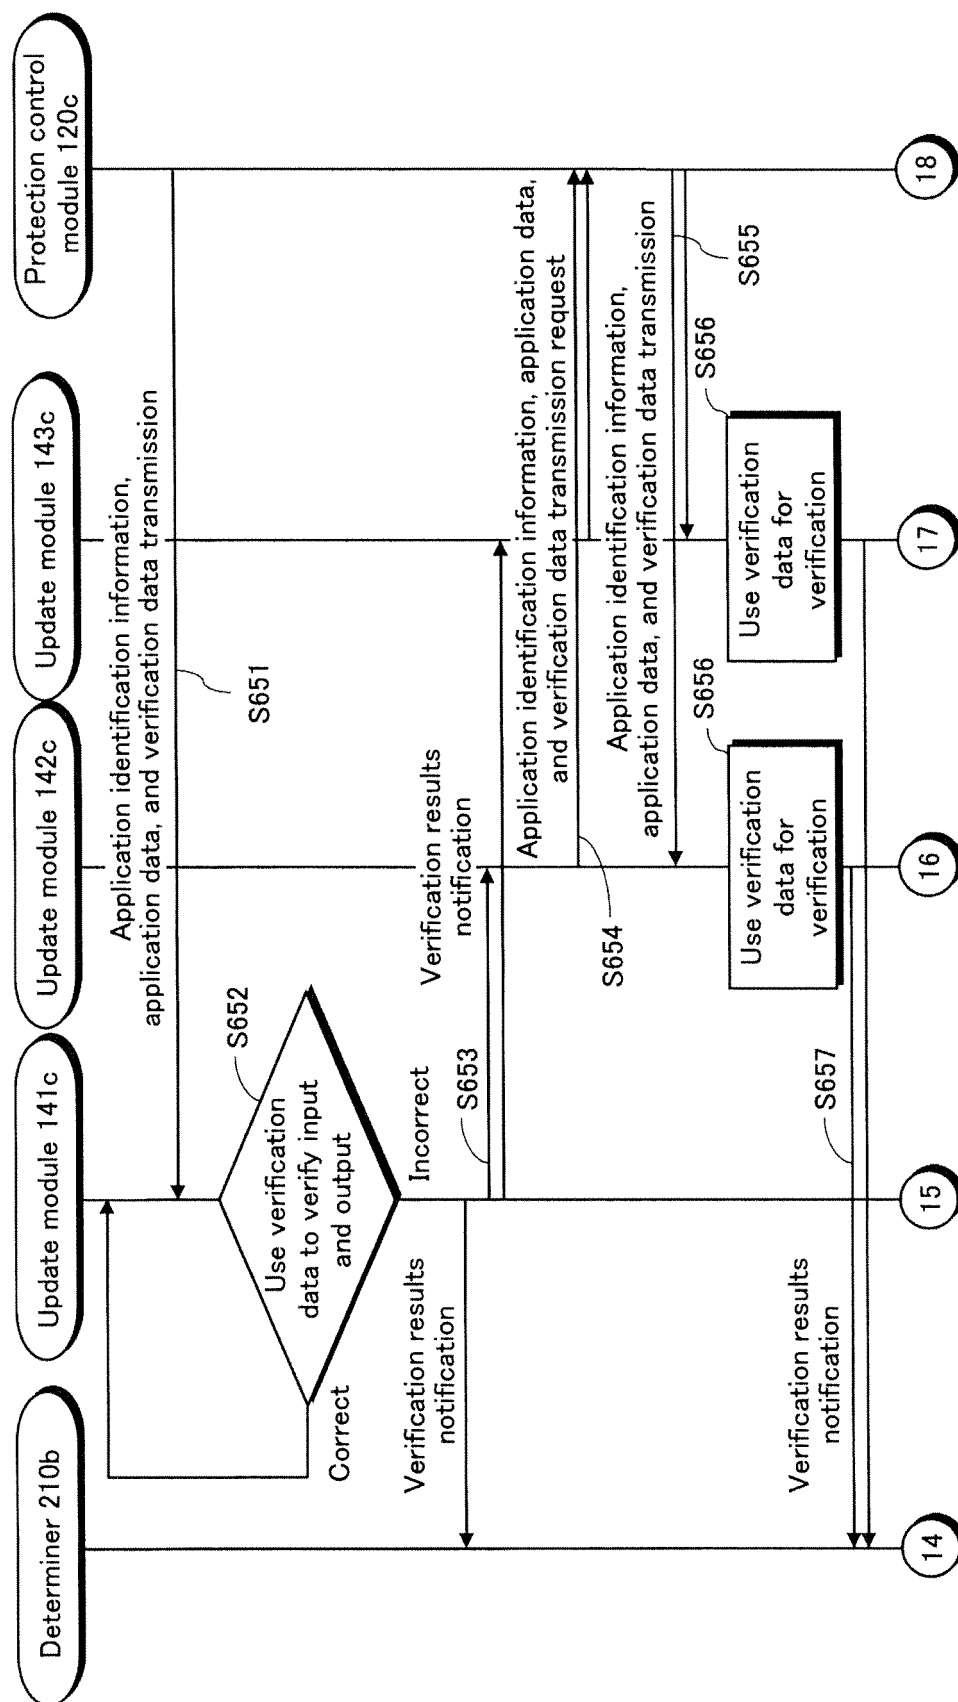 Determiner 210b
Update module 141c
Update module 142c
Update module 143c
Protection control
module 120c
Application identification information,
application data, and verification data transmission
S651
S652
Use verification
data to verify input
and output
Correct
Incorrect
Verification results
notification
S653
Verification results
notification
Application identification information, application data,
and verification data transmission request
S654
Application identification information,
application data, and verification data transmission
S655
S656
Use verification
data for
verification
S656
Use verification
data for
verification
S657
Verification results
notification
14
15
16
17
18